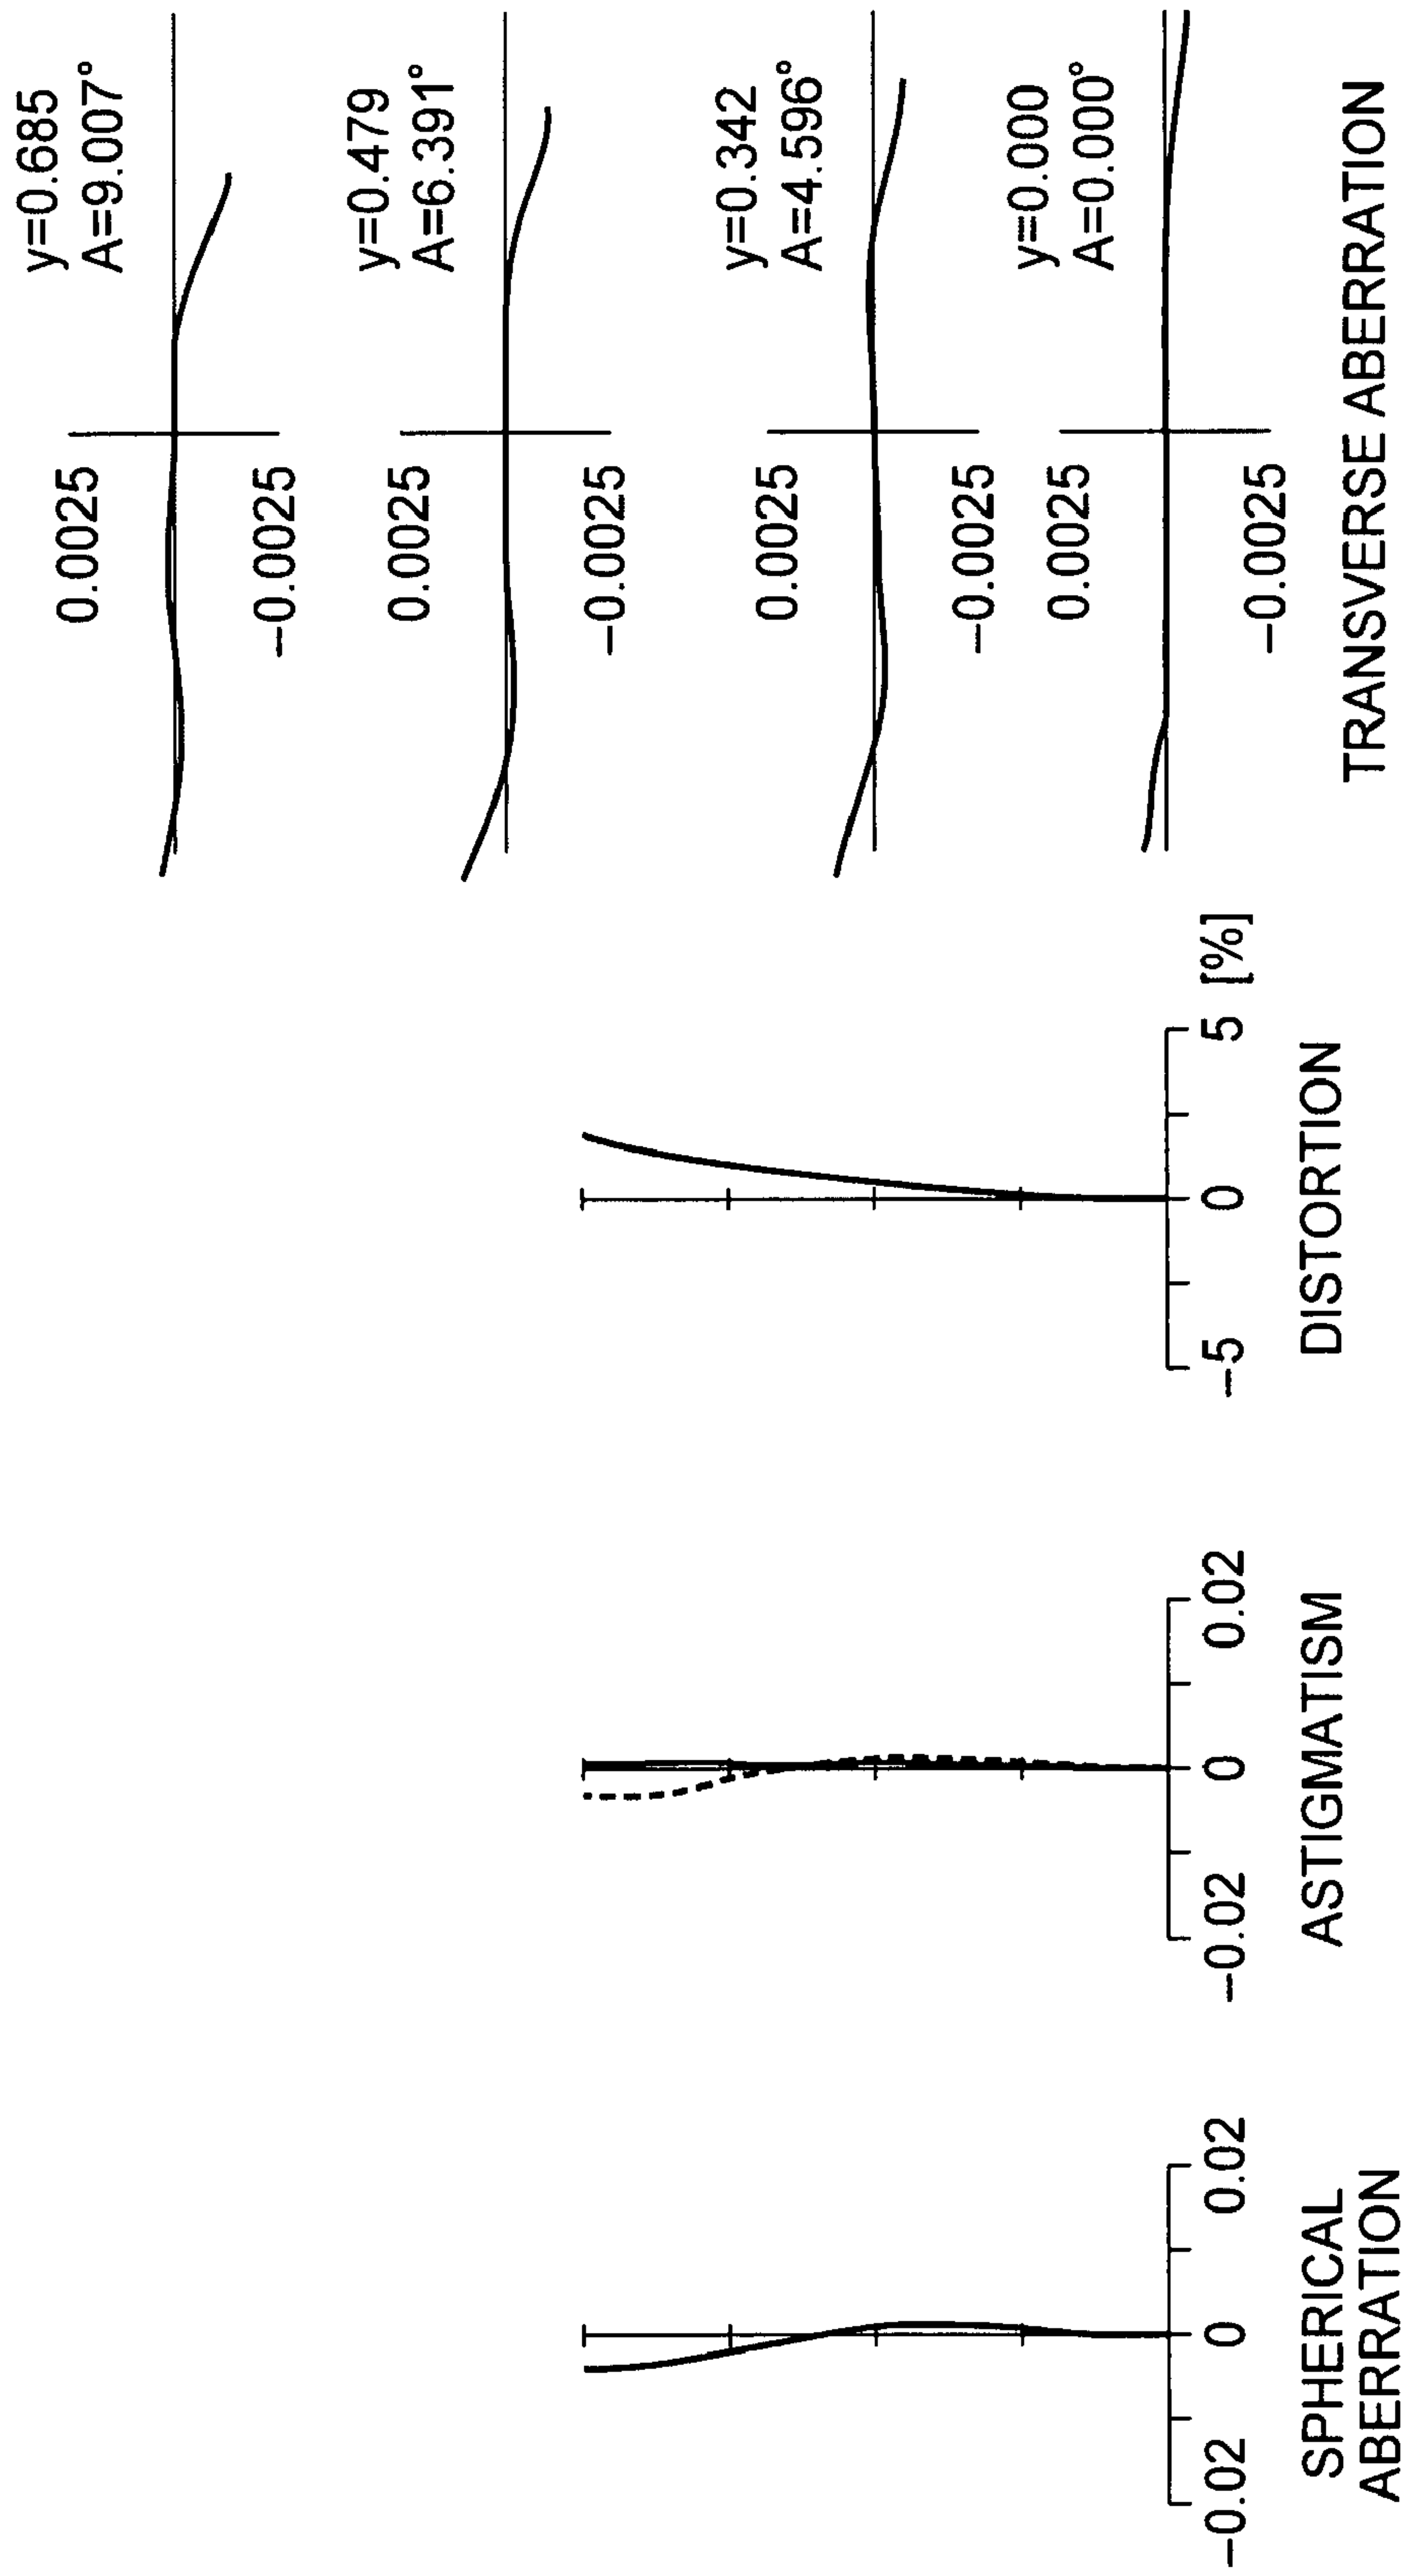 −0.02
0
0.02
SPHERICAL
ABERRATION
−0.02
0
0.02
ASTIGMATISM
−5
0
5
[%]
DISTORTION
y=0.685
A=9.007°
0.0025
−0.0025
y=0.479
A=6.391°
0.0025
−0.0025
y=0.342
A=4.596°
0.0025
−0.0025
y=0.000
A=0.000°
0.0025
−0.0025
TRANSVERSE ABERRATION